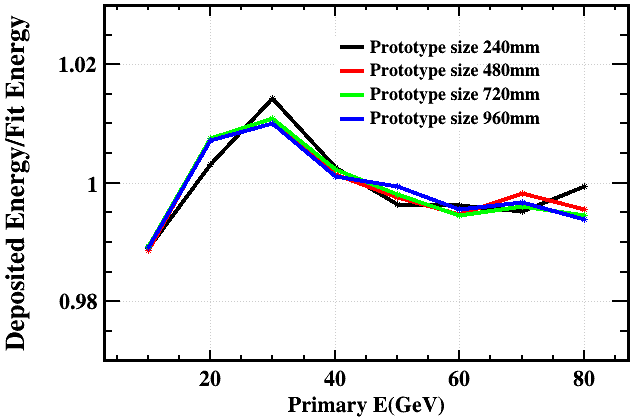 Deposited Energy/Fit Energy
Prototype size 240mm
Prototype size 480mm
Prototype size 720mm
Prototype size 960mm
1.02
1
0.98
20 40 60 80
Primary E(GeV)